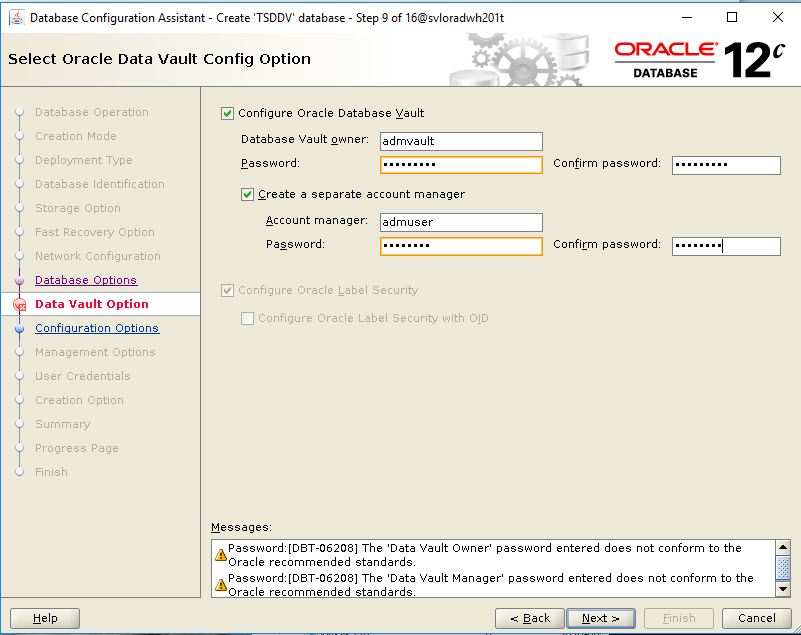 Database Configuration Assistant - Create 'TSDDV' database - Step 9 of 16@svloradwh201t
Select Oracle Data Vault Config Option
ORACLE®
DATABASE
12c
Database Operation
Creation Mode
Deployment Type
Database Identification
Storage Option
Fast Recovery Option
Network Configuration
Database Options
Data Vault Option
Configuration Options
Management Options
User Credentials
Creation Option
Summary
Progress Page
Finish
Configure Oracle Database Vault
Database Vault owner: admvault
Password: ••••••••• Confirm password: •••••••••
Create a separate account manager
Account manager: admuser
Password: •••••••• Confirm password: ••••••••
Configure Oracle Label Security
Configure Oracle Label Security with OID
Messages:
Password:[DBT-06208] The 'Data Vault Owner' password entered does not conform to the
Oracle recommended standards.
Password:[DBT-06208] The 'Data Vault Manager' password entered does not conform to the
Oracle recommended standards.
Help
< Back
Next >
Finish
Cancel